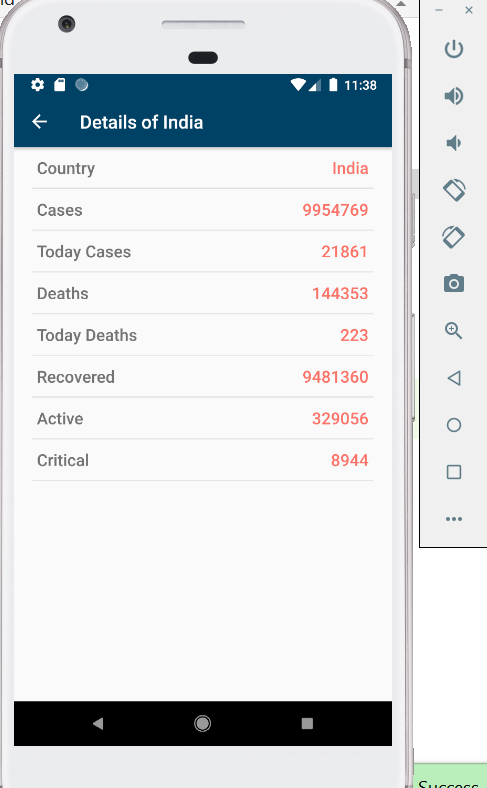 11:38
Details of India
Country India
Cases 9954769
Today Cases 21861
Deaths 144353
Today Deaths 223
Recovered 9481360
Active 329056
Critical 8944
Success